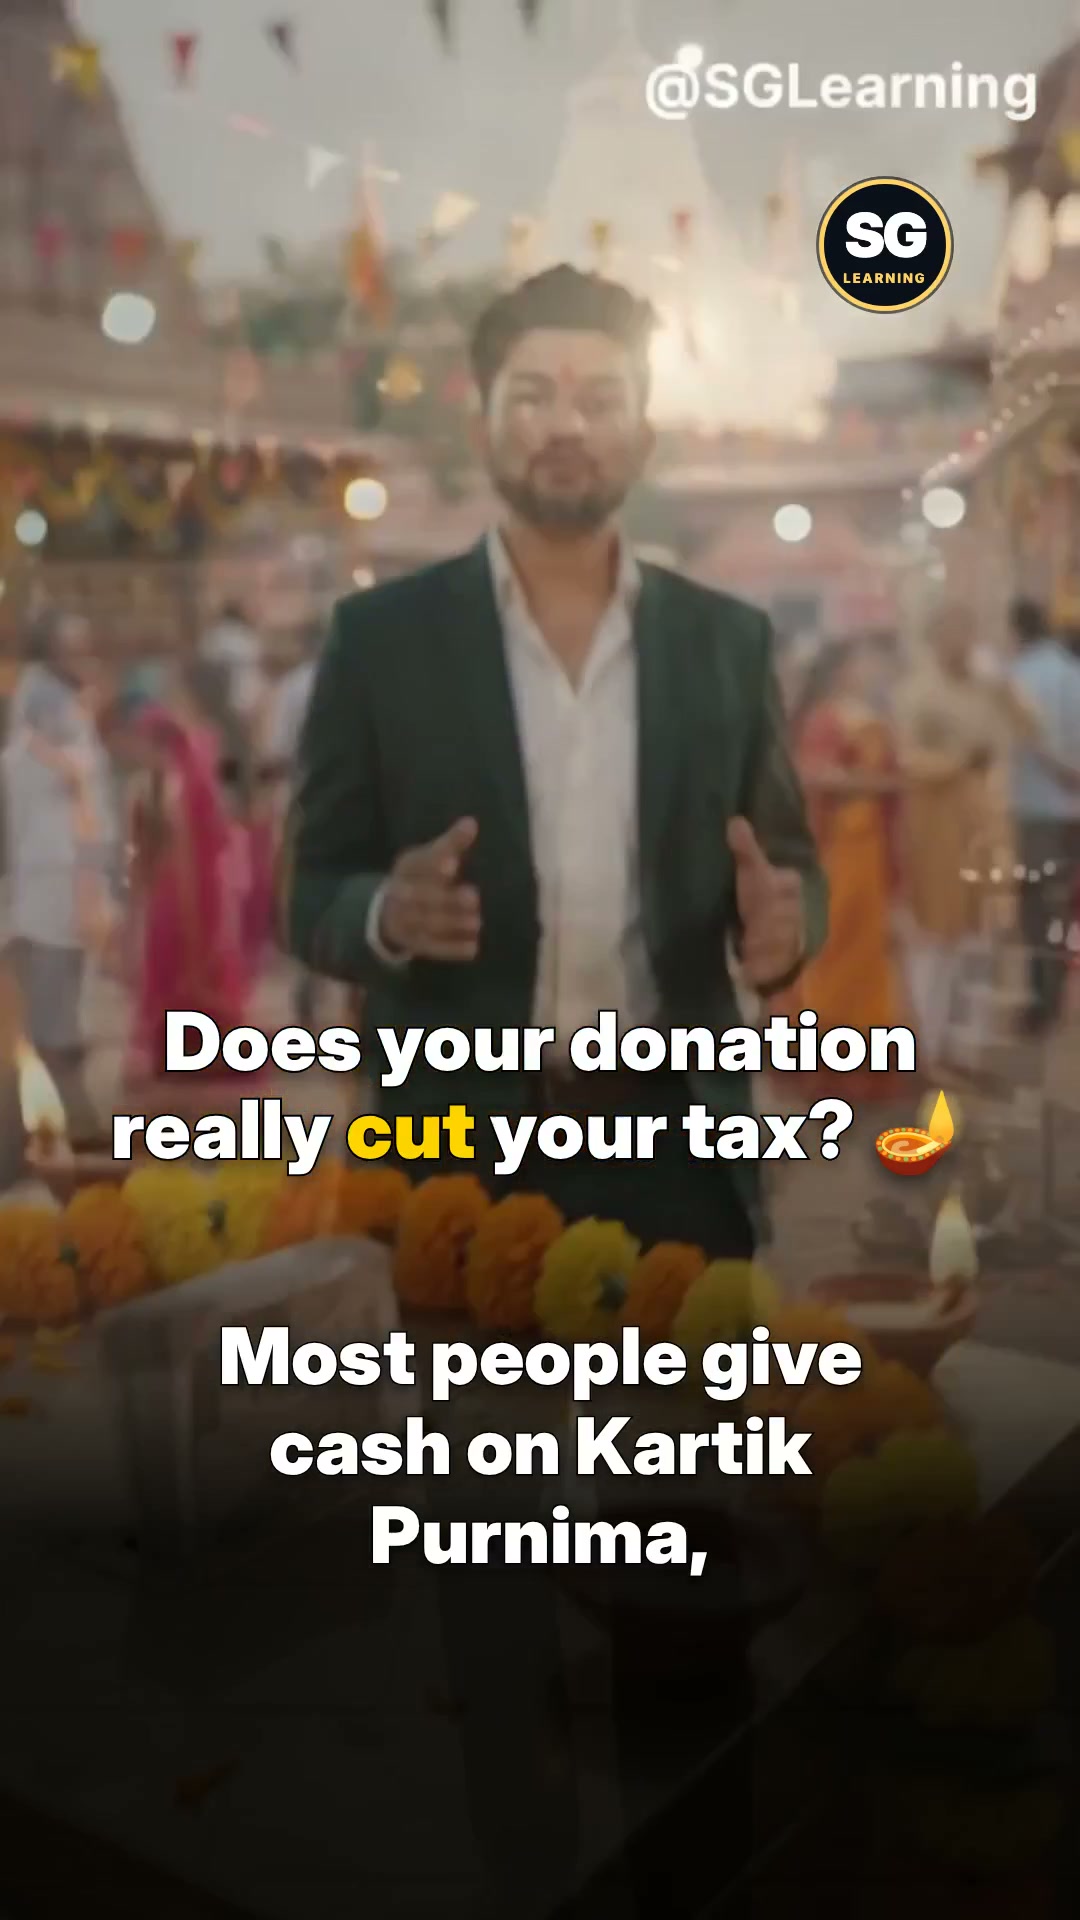 @SGLearning
SG
LEARNING
Does your donation
really cut your tax? 🪔
Most people give
cash on Kartik
Purnima,